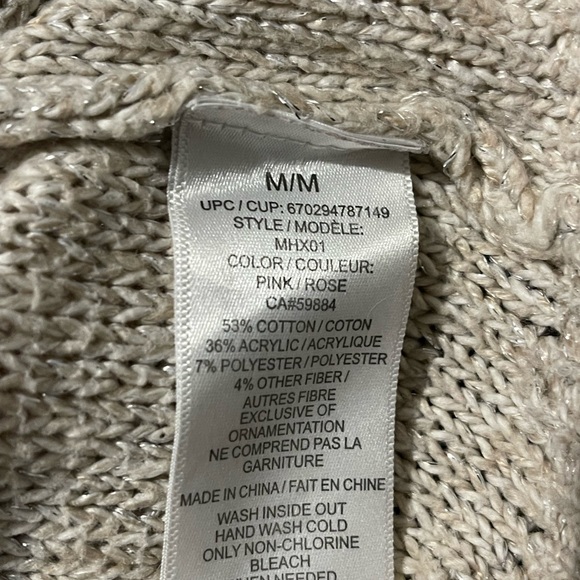 M/M
UPC / CUP: 670294787149
STYLE / MODÈLE:
MHX01
COLOR / COULEUR:
PINK / ROSE
CA#59884
53% COTTON / COTON
36% ACRYLIC / ACRYLIQUE
7% POLYESTER / POLYESTER
4% OTHER FIBER /
AUTRES FIBRE
EXCLUSIVE OF
ORNAMENTATION
NE COMPREND PAS LA
GARNITURE
MADE IN CHINA / FAIT EN CHINE
WASH INSIDE OUT
HAND WASH COLD
ONLY NON-CHLORINE
BLEACH
WHEN NEEDED